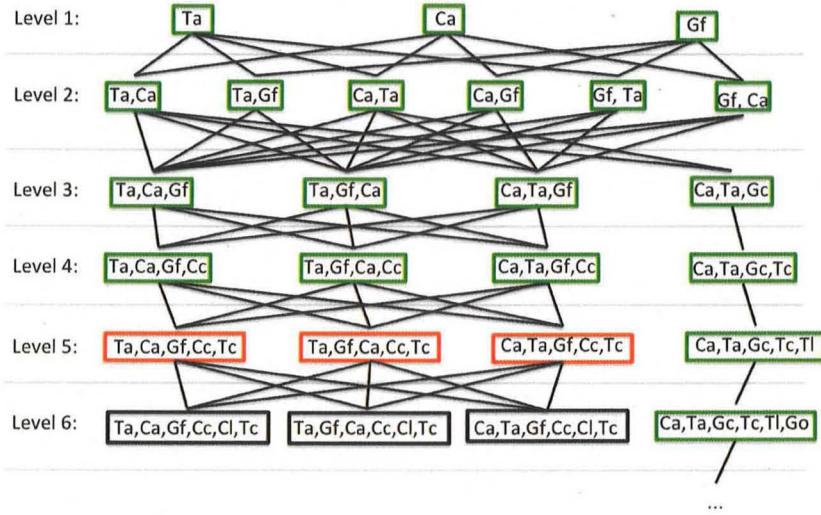 Level 1: Ta Ca Gf
Level 2: Ta,Ca Ta,Gf Ca,Ta Ca,Gf Gf, Ta Gf, Ca
Level 3: Ta,Ca,Gf Ta,Gf,Ca Ca,Ta,Gf Ca,Ta,Gc
Level 4: Ta,Ca,Gf,Cc Ta,Gf,Ca,Cc Ca,Ta,Gf,Cc Ca,Ta,Gc,Tc
Level 5: Ta,Ca,Gf,Cc,Tc Ta,Gf,Ca,Cc,Tc Ca,Ta,Gf,Cc,Tc Ca,Ta,Gc,Tc,Tl
Level 6: Ta,Ca,Gf,Cc,Cl,Tc Ta,Gf,Ca,Cc,Cl,Tc Ca,Ta,Gf,Cc,Cl,Tc Ca,Ta,Gc,Tc,Tl,Go
...